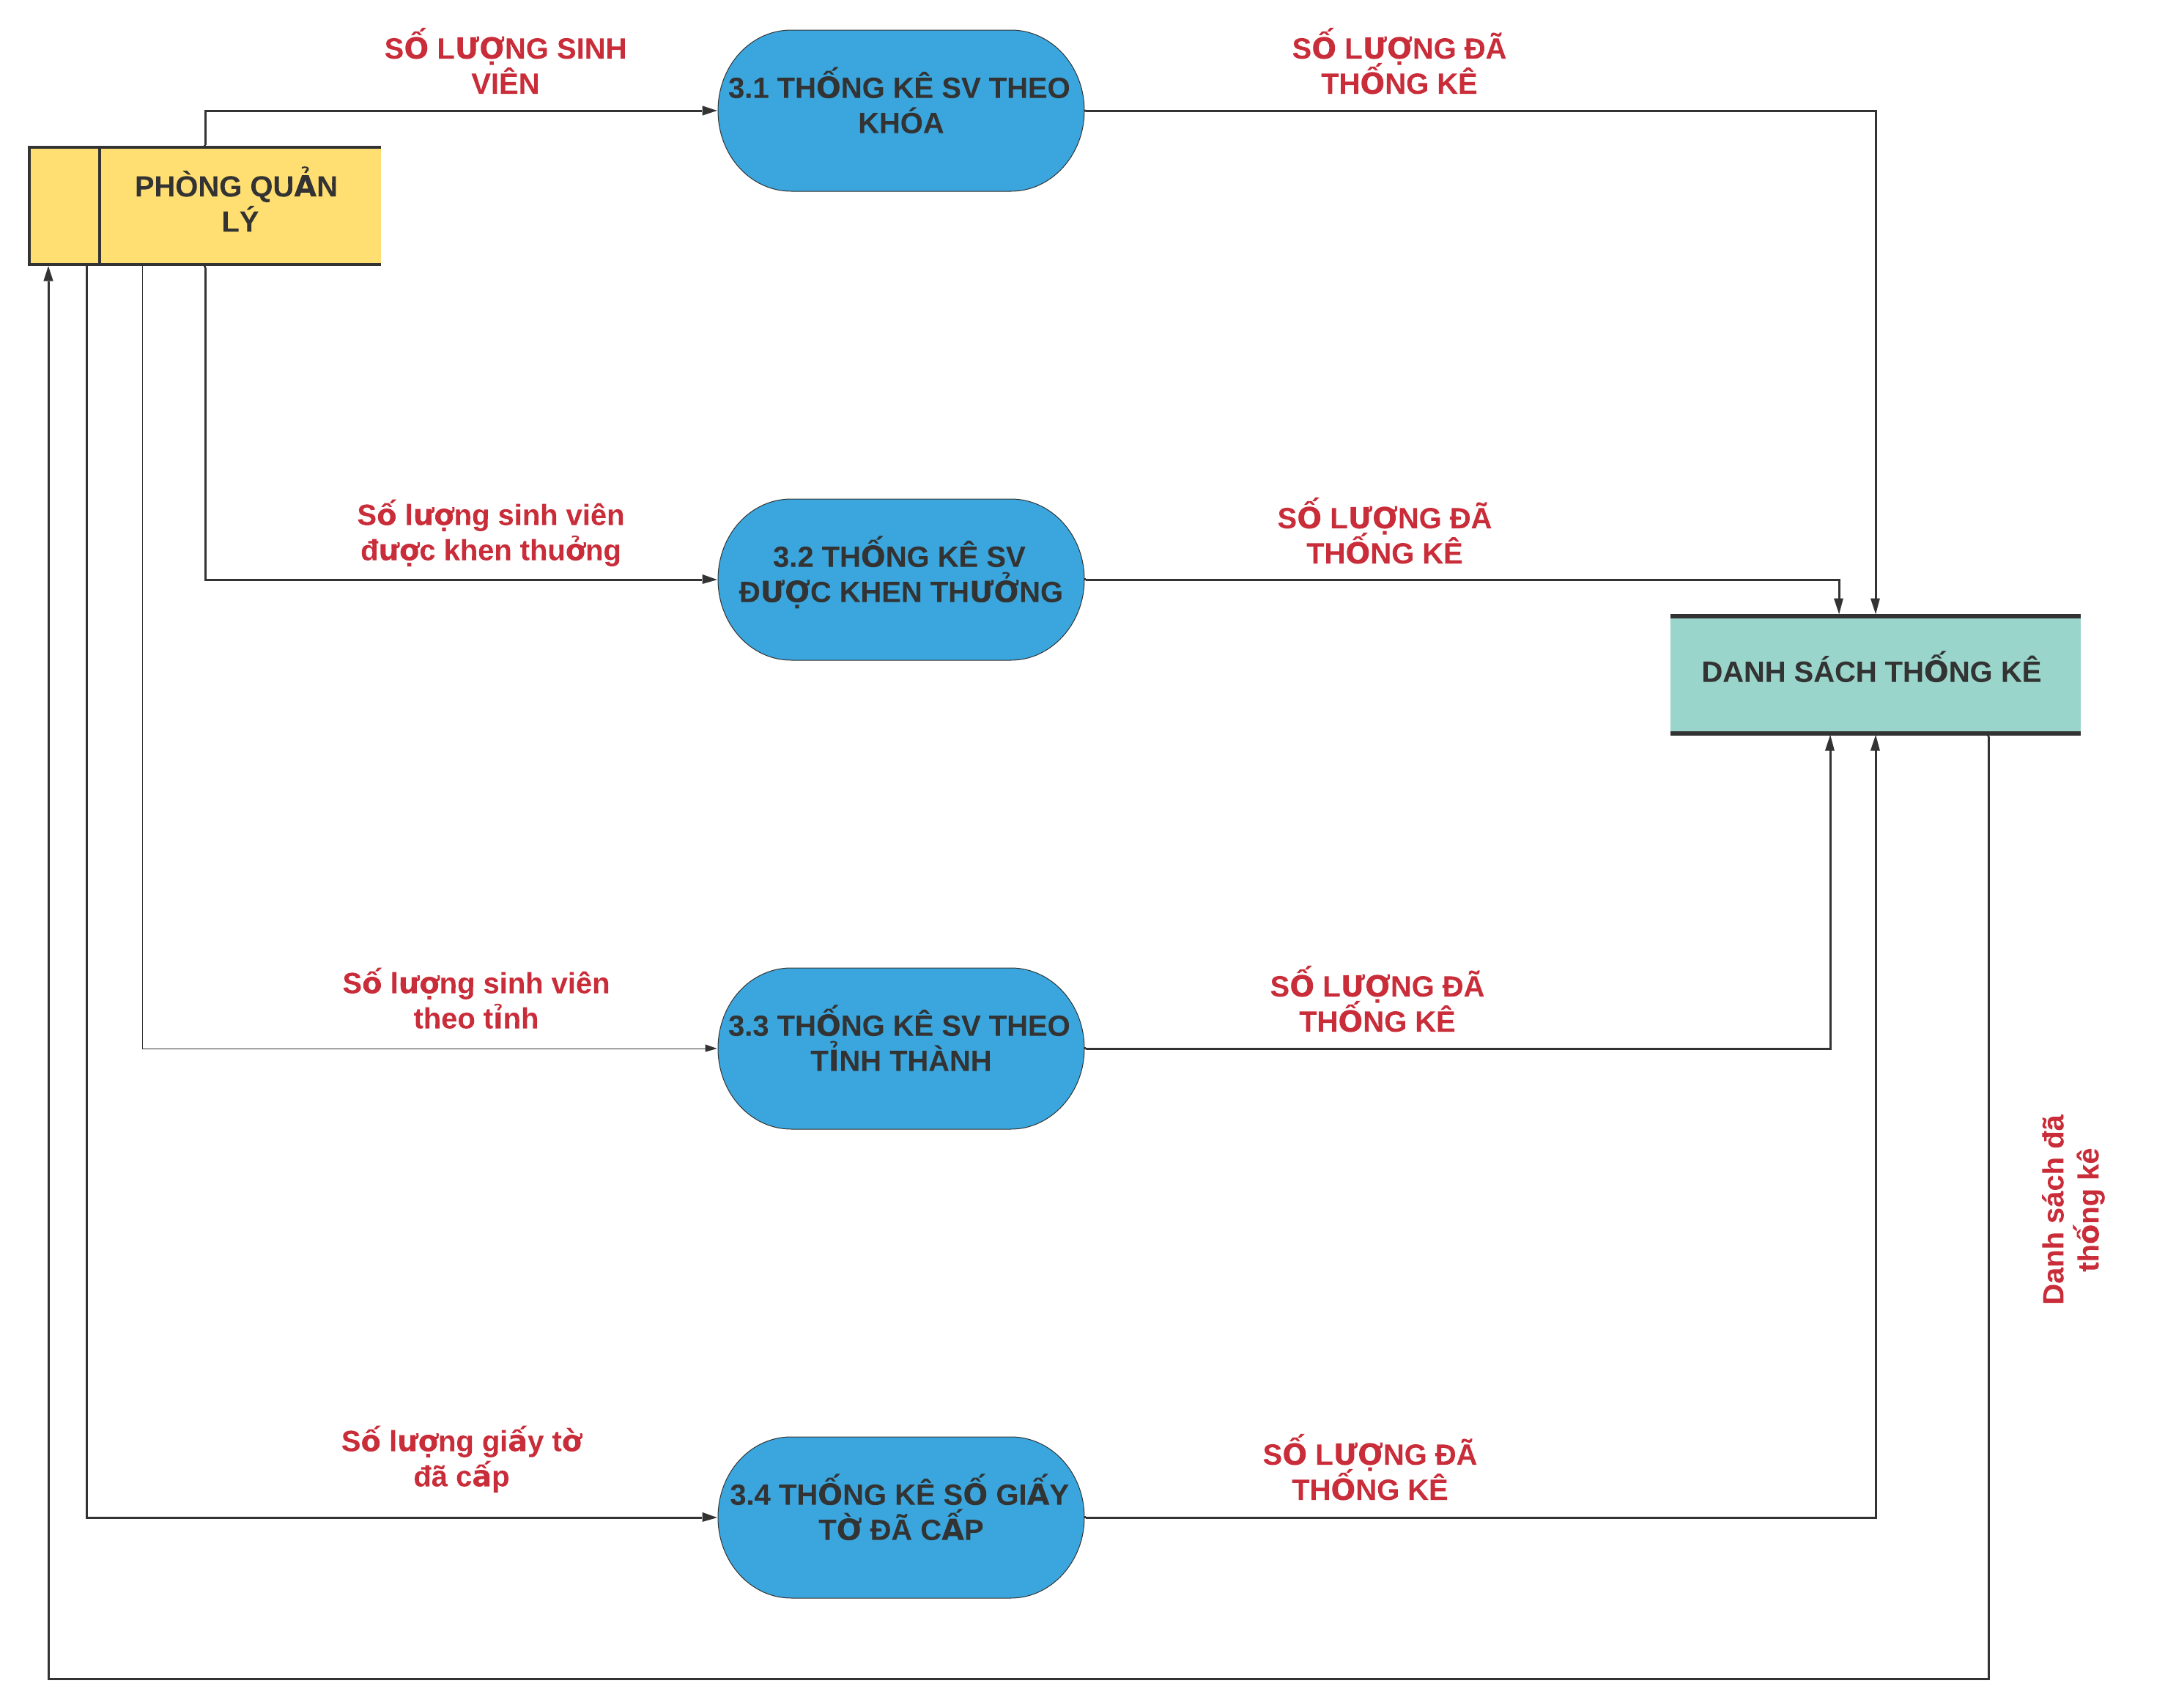 SỐ LƯỢNG SINH
VIÊN
3.1 THỐNG KÊ SV THEO
KHÓA
SỐ LƯỢNG ĐÃ
THỐNG KÊ
PHÒNG QUẢN
LÝ
Số lượng sinh viên
được khen thưởng
3.2 THỐNG KÊ SV
ĐƯỢC KHEN THƯỞNG
SỐ LƯỢNG ĐÃ
THỐNG KÊ
DANH SÁCH THỐNG KÊ
Số lượng sinh viên
theo tỉnh
3.3 THỐNG KÊ SV THEO
TỈNH THÀNH
SỐ LƯỢNG ĐÃ
THỐNG KÊ
Danh sách đã
thống kê
Số lượng giấy tờ
đã cấp
3.4 THỐNG KÊ SỐ GIẤY
TỜ ĐÃ CẤP
SỐ LƯỢNG ĐÃ
THỐNG KÊ